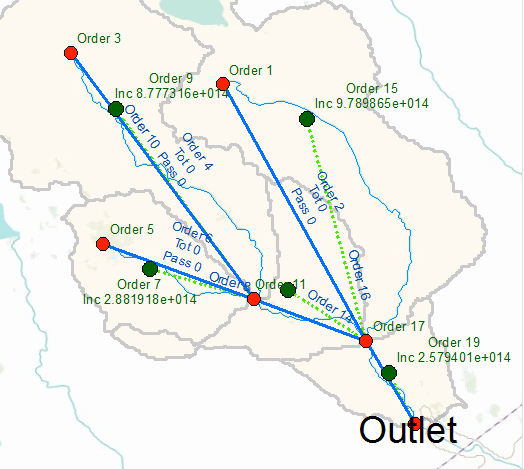 Order 3
Order 9
Inc 8.777316e+014
Order 1
Order 15
Inc 9.789865e+014
Order 10
Pass 0
Order 4
Tot 0
Order 2
Tot 0
Pass 0
Order 5
Order 6
Tot 0
Pass 0
Order 7
Inc 2.881918e+014
Order 8
Order 11
Order 16
Order 14
Order 17
Order 19
Inc 2.579401e+014
Outlet